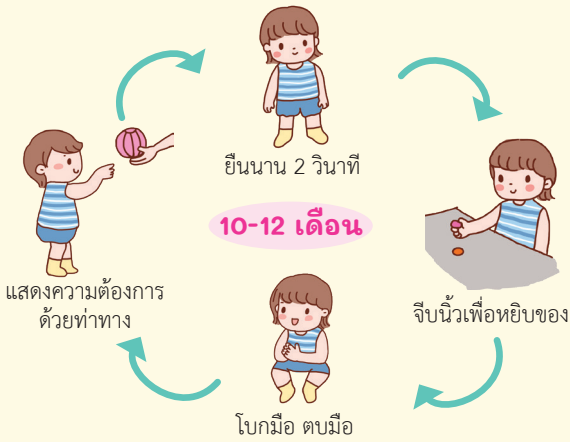 ยืนนาน 2 วินาที
10-12 เดือน
แสดงความต้องการ
ด้วยท่าทาง
จีบนิ้วเพื่อหยิบของ
โบกมือ ตบมือ